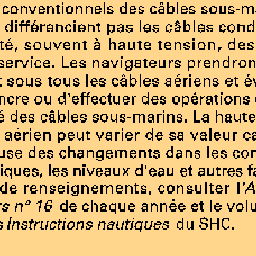 conventionnels des câbles sous-m
différencient pas les câbles cond
té, souvent à haute tension, des
service. Les navigateurs prendron
sous tous les câbles aériens et é
ncre ou d'effectuer des opérations
é des câbles sous-marins. La haute
aérien peut varier de sa valeur ca
use des changements dans les con
iques, les niveaux d'eau et autres fa
de renseignements, consulter l'A
rs n° 16 de chaque année et le volu
s Instructions nautiques du SHC.